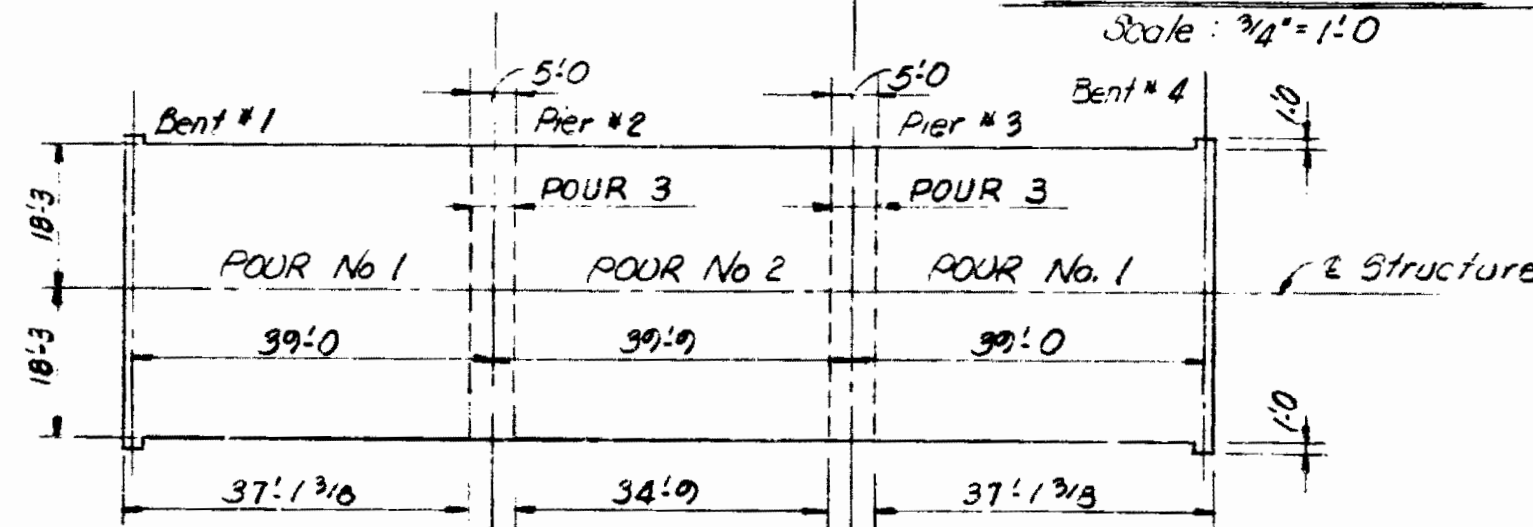 Scale : 3/4" = 1'-0
5'-0
5'-0
Bent #1
Pier #2
Pier #3
Bent #4
1'-0
POUR 3
POUR 3
18'-3
POUR No 1
POUR No 2
POUR No. 1
℄ Structure
18'-3
39'-0
39'-9
39'-0
1'-0
37'-1 3/8
34'-9
37'-1 3/8